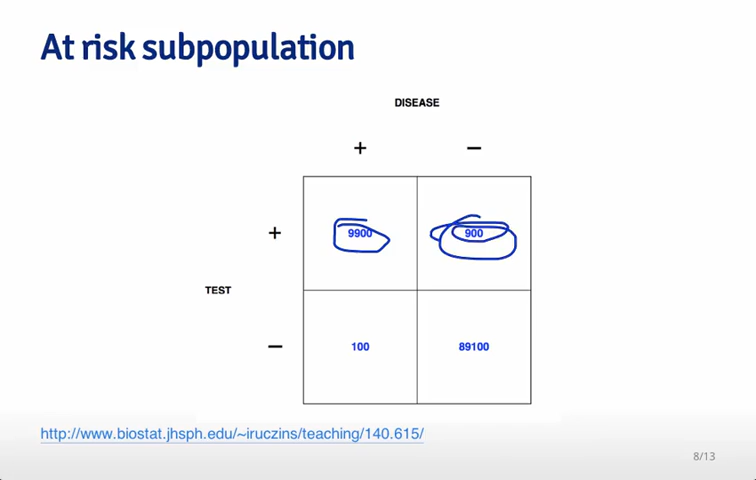 At risk subpopulation
DISEASE
+ −
+ 9900 900
TEST
− 100 89100
http://www.biostat.jhsph.edu/~iruczins/teaching/140.615/
8/13